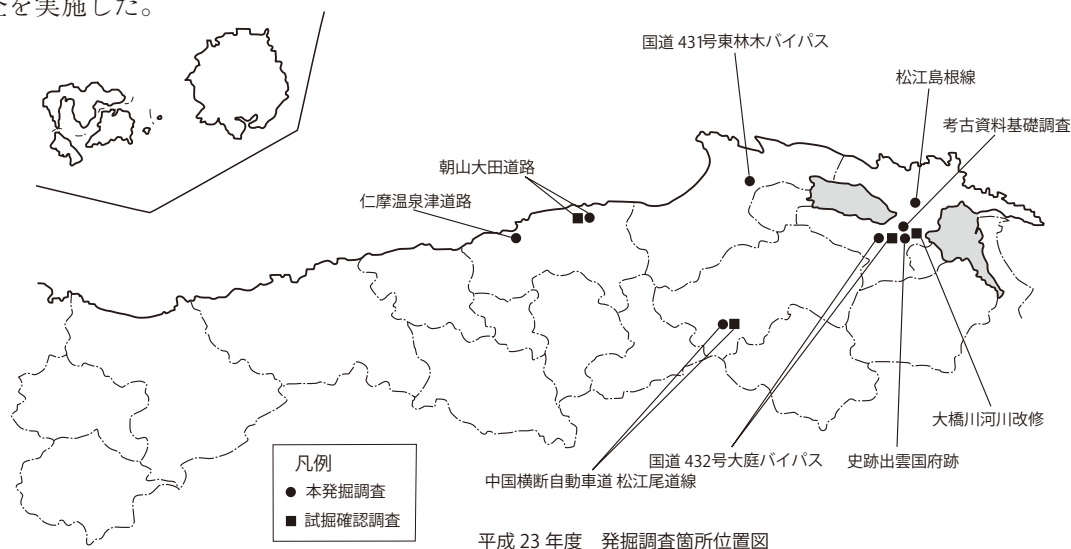 を実施した。
国道 431号東林木バイパス
松江島根線
考古資料基礎調査
朝山大田道路
仁摩温泉津道路
大橋川河川改修
国道 432号大庭バイパス
史跡出雲国府跡
中国横断自動車道 松江尾道線
凡例
● 本発掘調査
■ 試掘確認調査
平成 23 年度　発掘調査箇所位置図